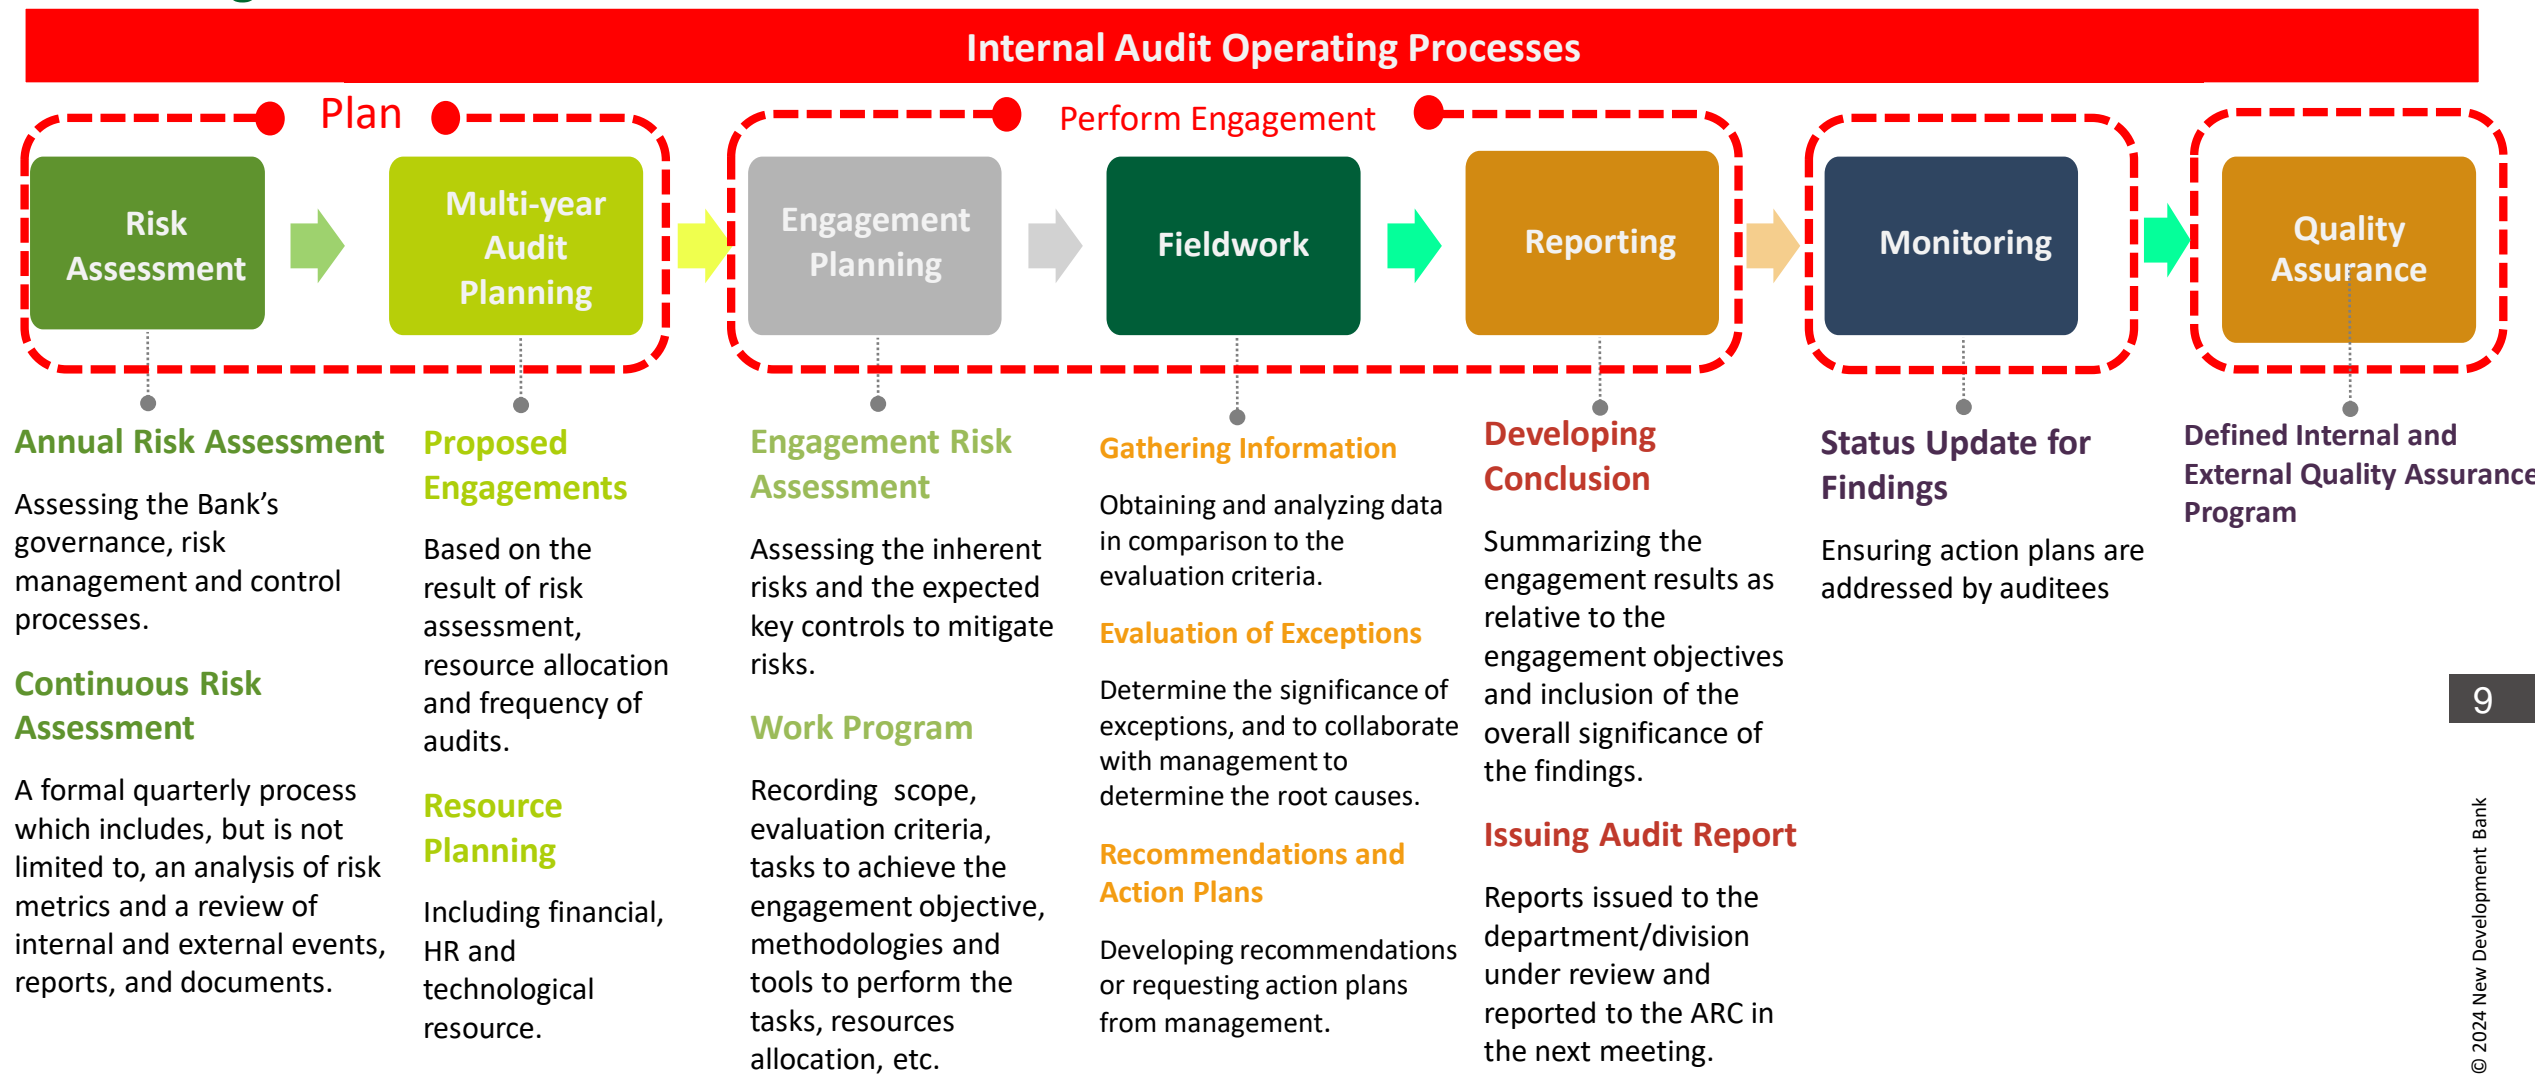 Internal Audit Operating Processes
Plan
Perform Engagement
Risk
Assessment
Multi-year
Audit
Planning
Engagement
Planning
Fieldwork
Reporting
Monitoring
Quality
Assurance
Annual Risk Assessment
Assessing the Bank's
governance, risk
management and control
processes.
Continuous Risk
Assessment
A formal quarterly process
which includes, but is not
limited to, an analysis of risk
metrics and a review of
internal and external events,
reports, and documents.
Proposed
Engagements
Based on the
result of risk
assessment,
resource allocation
and frequency of
audits.
Resource
Planning
Including financial,
HR and
technological
resource.
Engagement Risk
Assessment
Assessing the inherent
risks and the expected
key controls to mitigate
risks.
Work Program
Recording scope,
evaluation criteria,
tasks to achieve the
engagement objective,
methodologies and
tools to perform the
tasks, resources
allocation, etc.
Gathering Information
Obtaining and analyzing data
in comparison to the
evaluation criteria.
Evaluation of Exceptions
Determine the significance of
exceptions, and to collaborate
with management to
determine the root causes.
Recommendations and
Action Plans
Developing recommendations
or requesting action plans
from management.
Developing
Conclusion
Summarizing the
engagement results as
relative to the
engagement objectives
and inclusion of the
overall significance of
the findings.
Issuing Audit Report
Reports issued to the
department/division
under review and
reported to the ARC in
the next meeting.
Status Update for
Findings
Ensuring action plans are
addressed by auditees
Defined Internal and
External Quality Assurance
Program
9
© 2024 New Development Bank